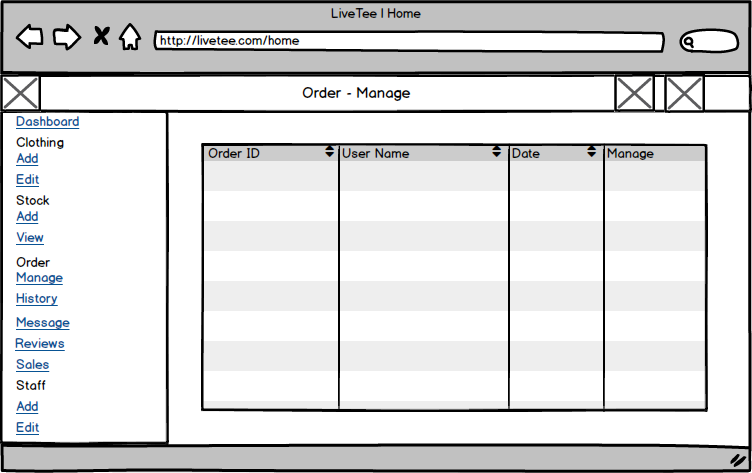 LiveTee | Home
http://livetee.com/home
Order - Manage
Dashboard
Clothing
Add
Edit
Stock
Add
View
Order
Manage
History
Message
Reviews
Sales
Staff
Add
Edit
Order ID User Name Date Manage